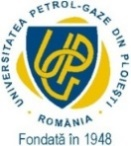 UNIVERSITATEA PETROL-GAZE DIN PLOIEȘTI
UPG
· ROMÂNIA ·
Fondată în 1948